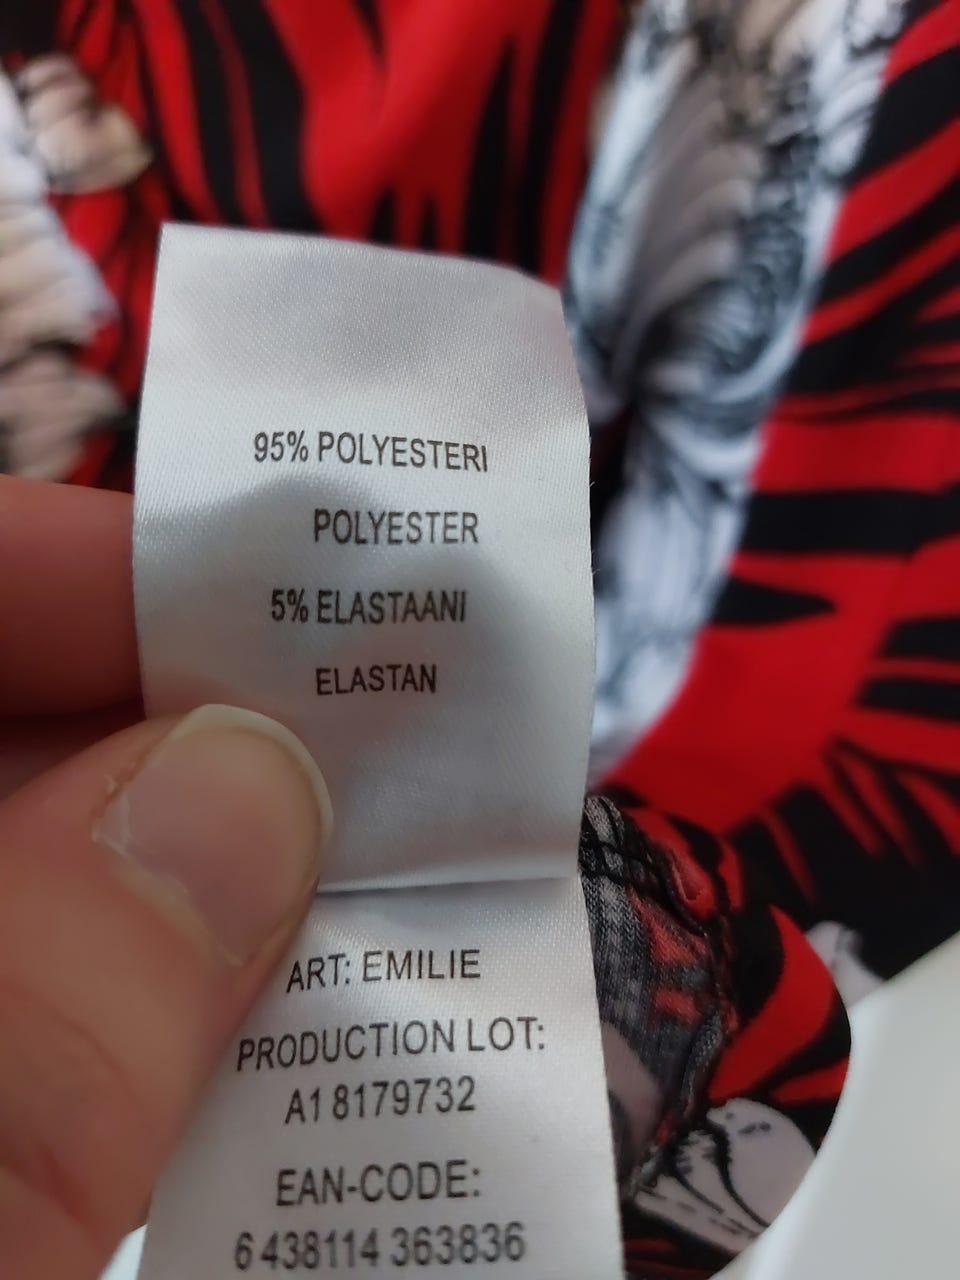 95% POLYESTERI
POLYESTER
5% ELASTAANI
ELASTAN
ART: EMILIE
PRODUCTION LOT:
A1 8179732
EAN-CODE:
6 438114 363836